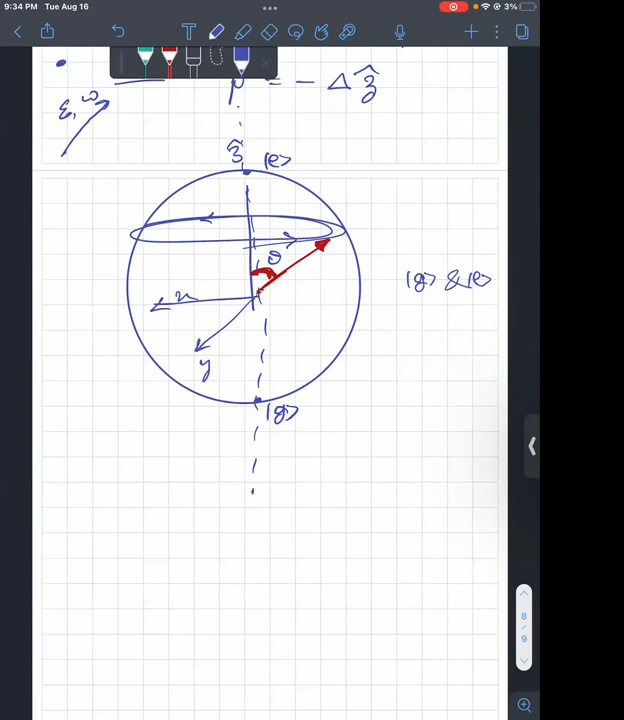 9:34 PM Tue Aug 16
3%
= - Δ ẑ
ε, ω
ẑ |e>
θ
x
|g> & |e>
y
|g>
8
/
9